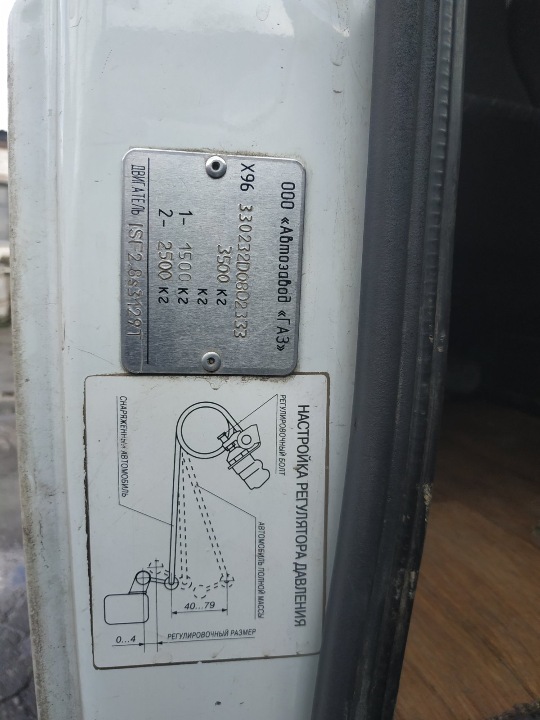 ООО «Автозавод «ГАЗ»
X96 330232D0802333
3500 кг
кг
1- 1500 кг
2- 2500 кг
ДВИГАТЕЛЬ ISF2.8s3129T
НАСТРОЙКА РЕГУЛЯТОРА ДАВЛЕНИЯ
РЕГУЛИРОВОЧНЫЙ БОЛТ
АВТОМОБИЛЬ ПОЛНОЙ МАССЫ
СНАРЯЖЕННЫЙ АВТОМОБИЛЬ
40...79
РЕГУЛИРОВОЧНЫЙ РАЗМЕР
0...4